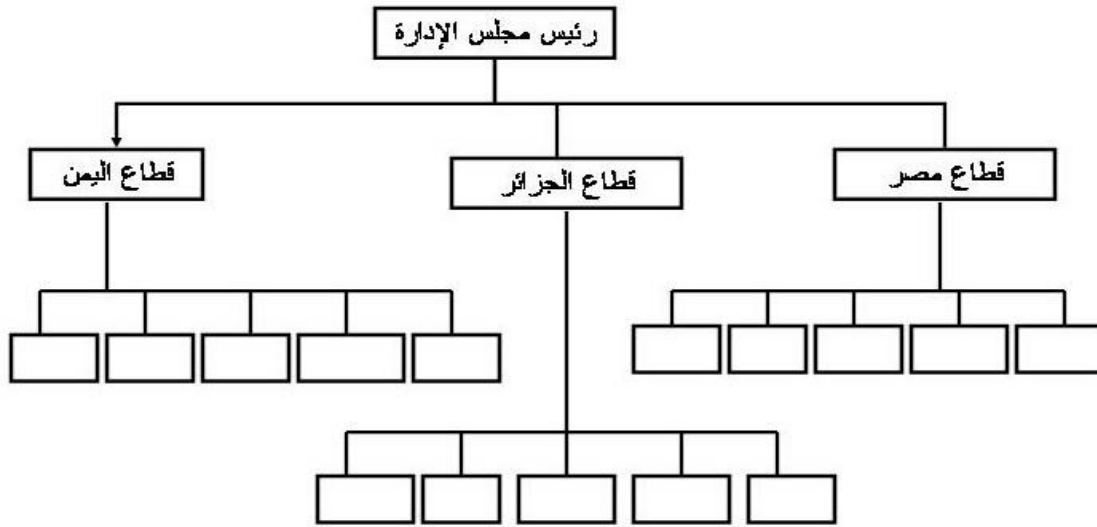 رئيس مجلس الإدارة
قطاع مصر
قطاع الجزائر
قطاع اليمن